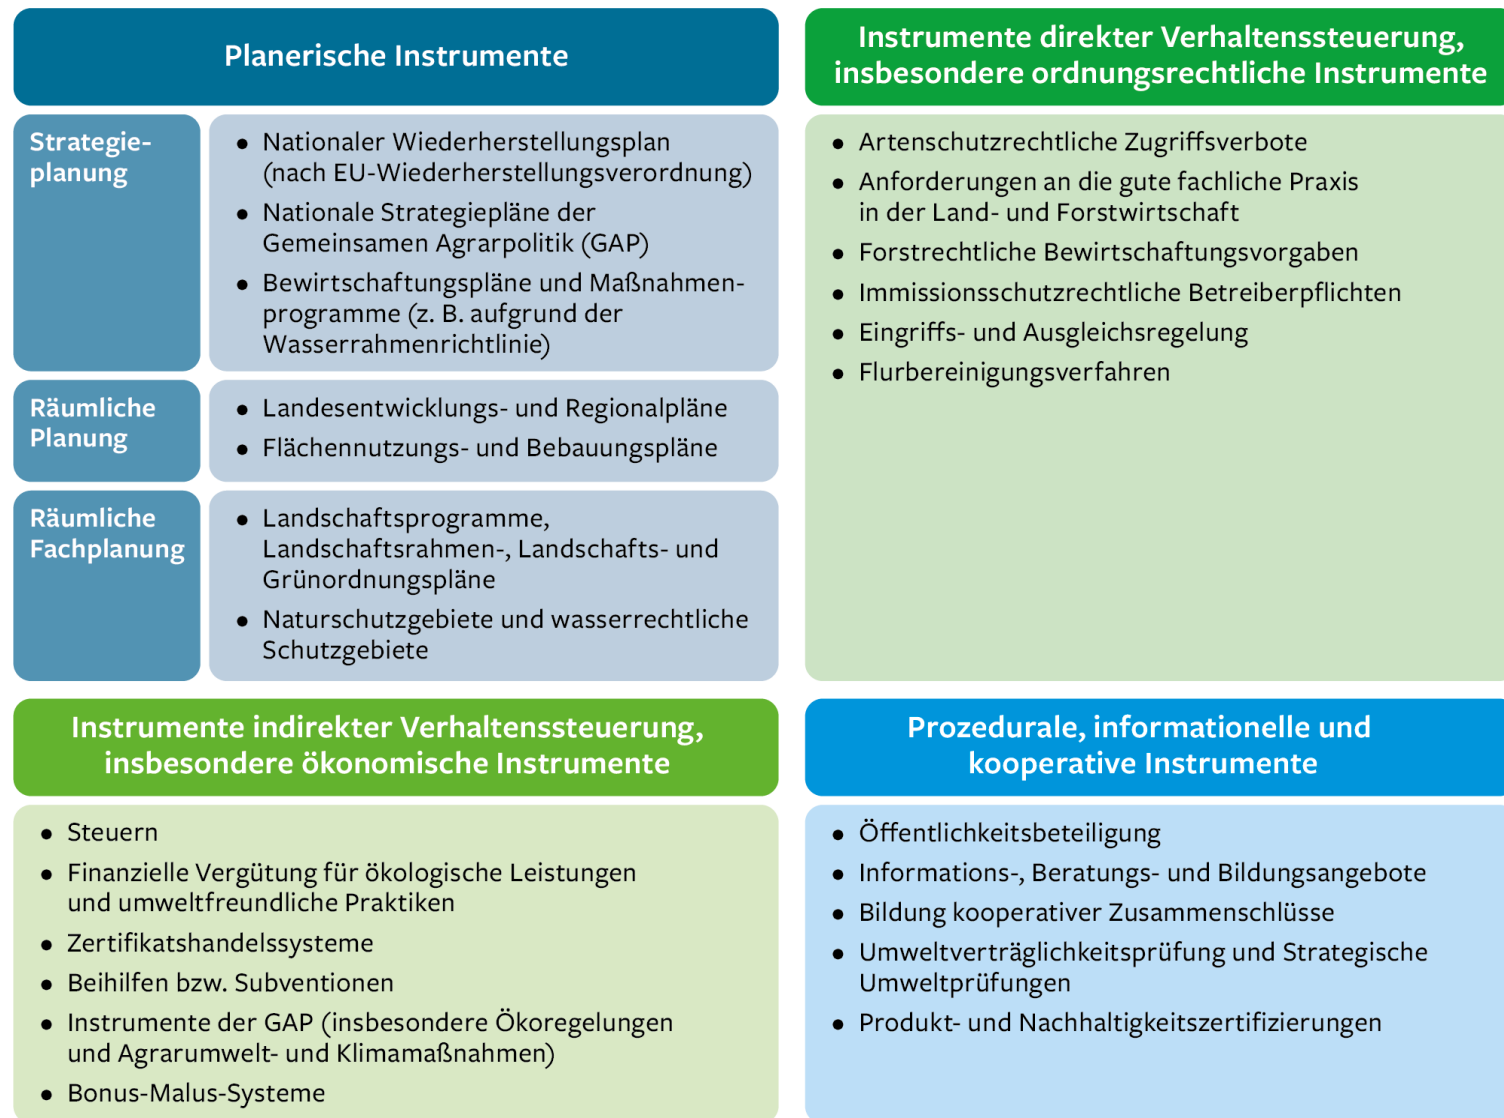 Planerische Instrumente
Strategie-
planung
• Nationaler Wiederherstellungsplan
(nach EU-Wiederherstellungsverordnung)
• Nationale Strategiepläne der
Gemeinsamen Agrarpolitik (GAP)
• Bewirtschaftungspläne und Maßnahmen-
programme (z. B. aufgrund der
Wasserrahmenrichtlinie)
Räumliche
Planung
• Landesentwicklungs- und Regionalpläne
• Flächennutzungs- und Bebauungspläne
Räumliche
Fachplanung
• Landschaftsprogramme,
Landschaftsrahmen-, Landschafts- und
Grünordnungspläne
• Naturschutzgebiete und wasserrechtliche
Schutzgebiete
Instrumente direkter Verhaltenssteuerung,
insbesondere ordnungsrechtliche Instrumente
• Artenschutzrechtliche Zugriffsverbote
• Anforderungen an die gute fachliche Praxis
in der Land- und Forstwirtschaft
• Forstrechtliche Bewirtschaftungsvorgaben
• Immissionsschutzrechtliche Betreiberpflichten
• Eingriffs- und Ausgleichsregelung
• Flurbereinigungsverfahren
Instrumente indirekter Verhaltenssteuerung,
insbesondere ökonomische Instrumente
• Steuern
• Finanzielle Vergütung für ökologische Leistungen
und umweltfreundliche Praktiken
• Zertifikatshandelssysteme
• Beihilfen bzw. Subventionen
• Instrumente der GAP (insbesondere Ökoregelungen
und Agrarumwelt- und Klimamaßnahmen)
• Bonus-Malus-Systeme
Prozedurale, informationelle und
kooperative Instrumente
• Öffentlichkeitsbeteiligung
• Informations-, Beratungs- und Bildungsangebote
• Bildung kooperativer Zusammenschlüsse
• Umweltverträglichkeitsprüfung und Strategische
Umweltprüfungen
• Produkt- und Nachhaltigkeitszertifizierungen